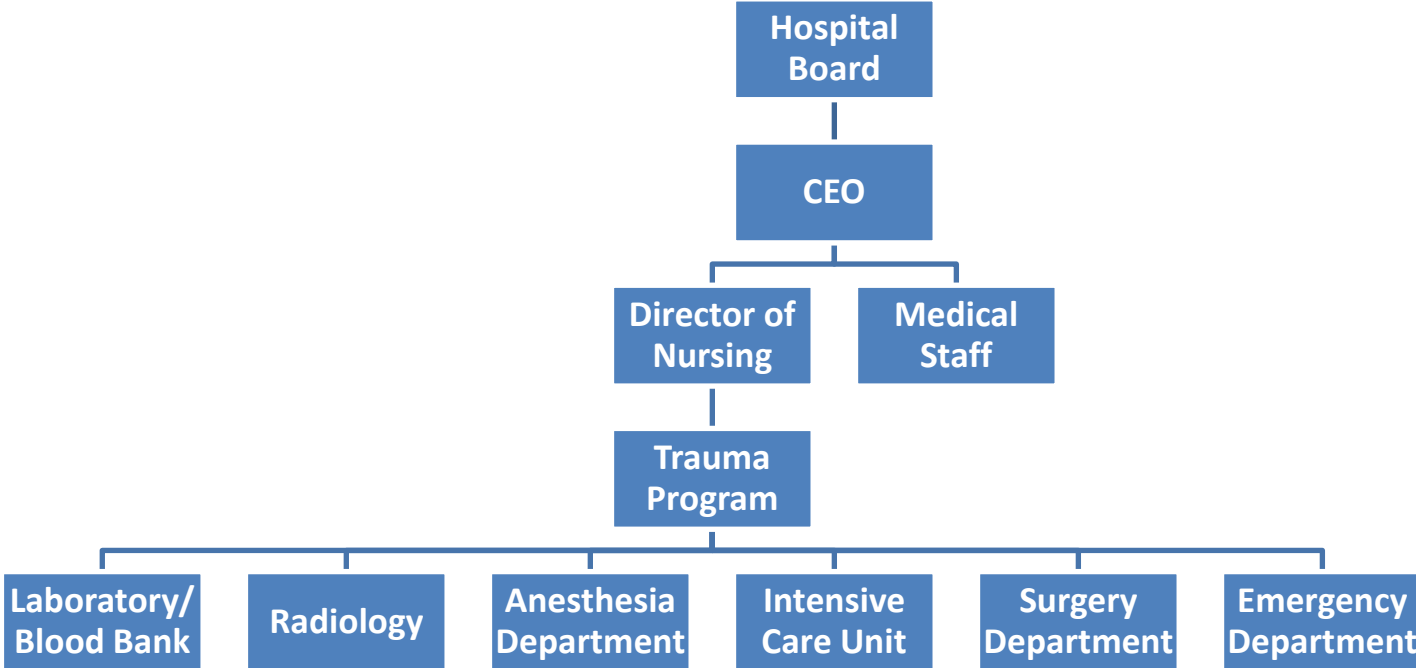 Hospital
Board
CEO
Director of
Nursing
Medical
Staff
Trauma
Program
Laboratory/
Blood Bank
Radiology
Anesthesia
Department
Intensive
Care Unit
Surgery
Department
Emergency
Department